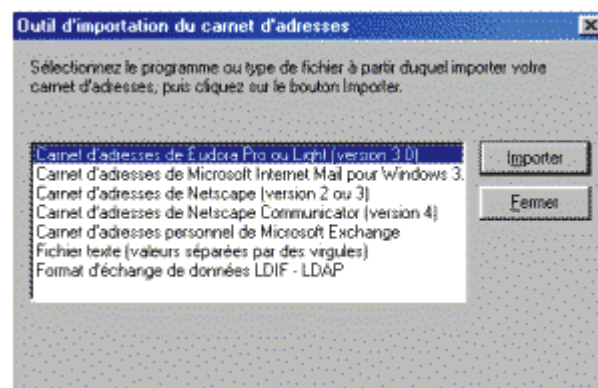 Outil d'importation du carnet d'adresses
Sélectionnez le programme ou type de fichier à partir duquel importer votre
carnet d'adresses, puis cliquez sur le bouton Importer.
Carnet d'adresses de Eudora Pro ou Light (version 3.0)
Importer
Carnet d'adresses de Microsoft Internet Mail pour Windows 3.
Carnet d'adresses de Netscape (version 2 ou 3)
Fermer
Carnet d'adresses de Netscape Communicator (version 4)
Carnet d'adresses personnel de Microsoft Exchange
Fichier texte (valeurs séparées par des virgules)
Format d'échange de données LDIF - LDAP